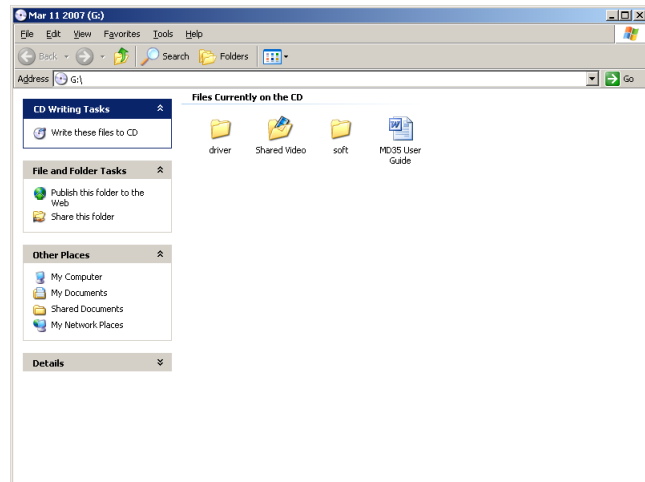 Mar 11 2007 (G:)
File Edit View Favorites Tools Help
Back Search Folders
Address G:\ Go
CD Writing Tasks
Write these files to CD
File and Folder Tasks
Publish this folder to the
Web
Share this folder
Other Places
My Computer
My Documents
Shared Documents
My Network Places
Details
Files Currently on the CD
driver Shared Video soft MD35 User
Guide